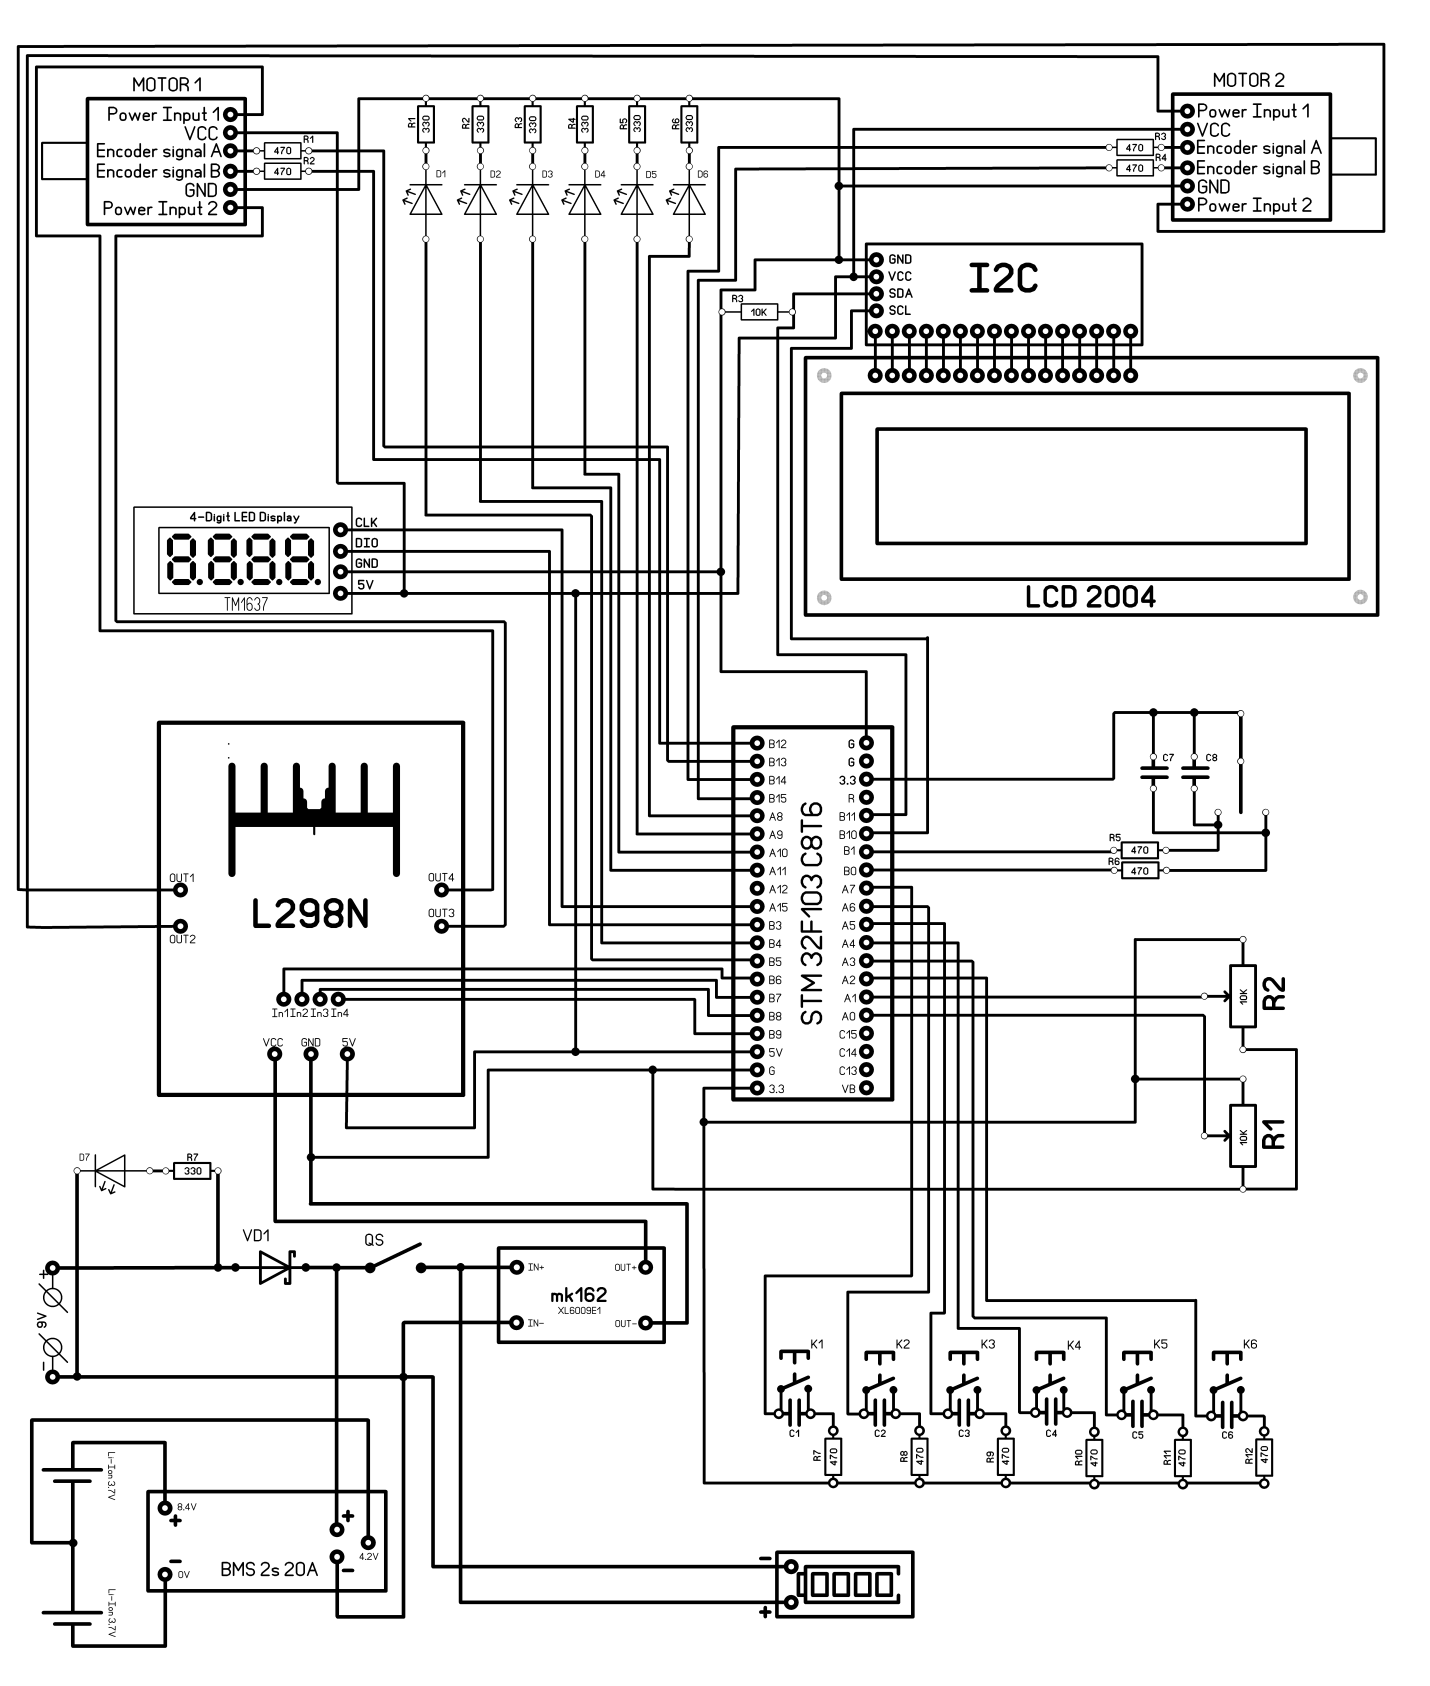 MOTOR 1
Power Input 1
VCC
Encoder signal A
Encoder signal B
GND
Power Input 2
R1
470
R2
470
R1
330
R2
330
R3
330
R4
330
R5
330
R6
330
D1
D2
D3
D4
D5
D6
MOTOR 2
Power Input 1
VCC
Encoder signal A
Encoder signal B
GND
Power Input 2
R3
470
R4
470
GND
VCC
SDA
SCL
I2C
R3
10K
LCD 2004
4-Digit LED Display
8.8.8.8.
TM1637
CLK
DIO
GND
5V
OUT1
OUT2
OUT4
OUT3
L298N
In1 In2 In3 In4
VCC
GND
5V
STM 32F103 C8T6
B12
B13
B14
B15
A8
A9
A10
A11
A12
A15
B3
B4
B5
B6
B7
B8
B9
5V
G
3.3
G
G
3.3
R
B11
B10
B1
B0
A7
A6
A5
A4
A3
A2
A1
A0
C15
C14
C13
VB
C7
C8
R5
470
R6
470
10K
R2
10K
R1
D7
R7
330
VD1
QS
+
9V
-
IN+
IN-
OUT+
OUT-
mk162
XL6009E1
K1
K2
K3
K4
K5
K6
C1
C2
C3
C4
C5
C6
R7
470
R8
470
R9
470
R10
470
R11
470
R12
470
Li-Ion 3.7V
Li-Ion 3.7V
8.4V
+
-
0V
BMS 2s 20A
+
4.2V
-
-
+